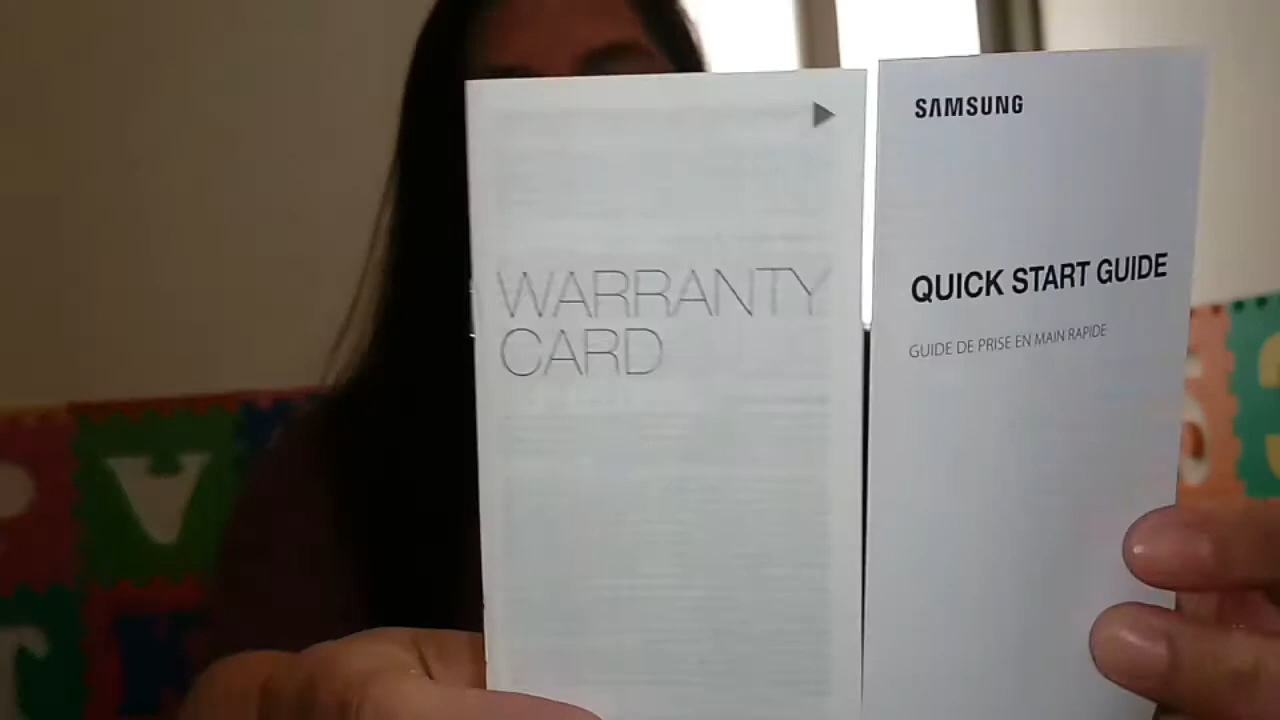 WARRANTY
CARD
SAMSUNG
QUICK START GUIDE
GUIDE DE PRISE EN MAIN RAPIDE